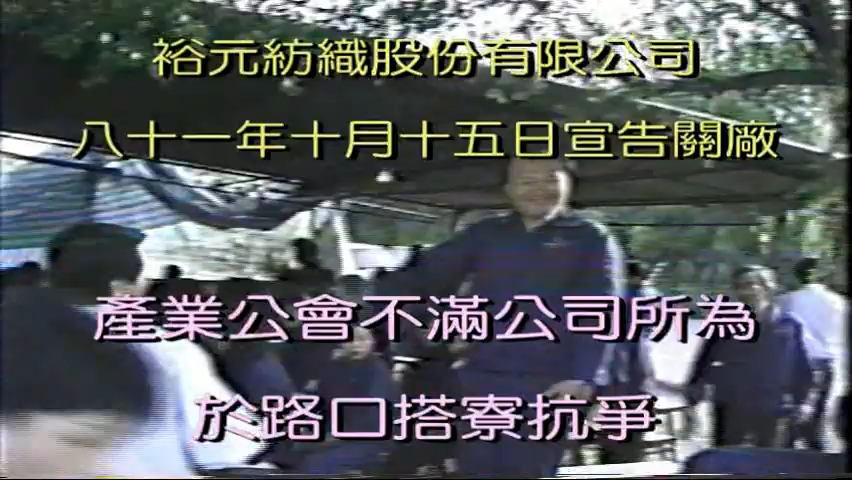 裕元紡織股份有限公司
八十一年十月十五日宣告關廠
產業公會不滿公司所為
於路口搭寮抗爭